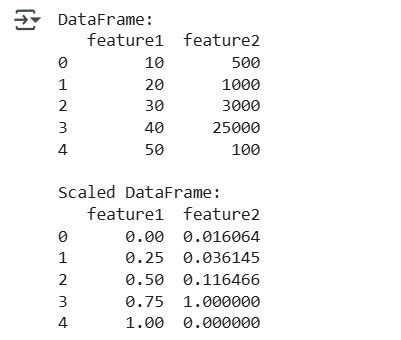 DataFrame:
feature1 feature2
0 10 500
1 20 1000
2 30 3000
3 40 25000
4 50 100
Scaled DataFrame:
feature1 feature2
0 0.00 0.016064
1 0.25 0.036145
2 0.50 0.116466
3 0.75 1.000000
4 1.00 0.000000